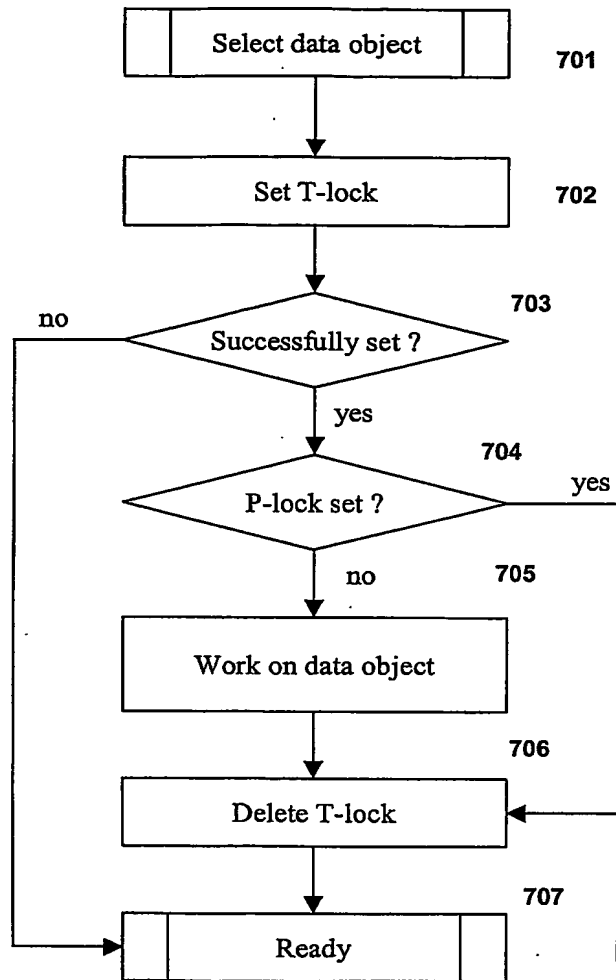 Select data object
701
Set T-lock
702
703
no
Successfully set ?
yes
704
P-lock set ?
yes
no
705
Work on data object
706
Delete T-lock
707
Ready